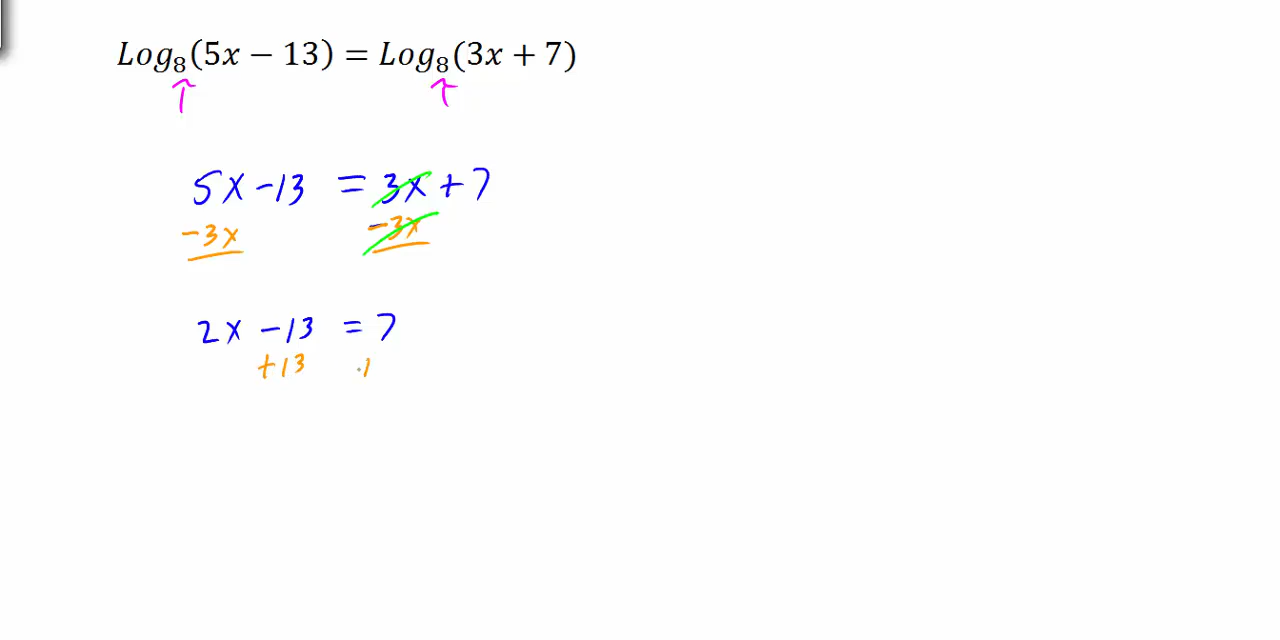 Log₈(5x − 13) = Log₈(3x + 7)
5x -13 = 3x + 7
-3x -3x
2x -13 = 7
+13